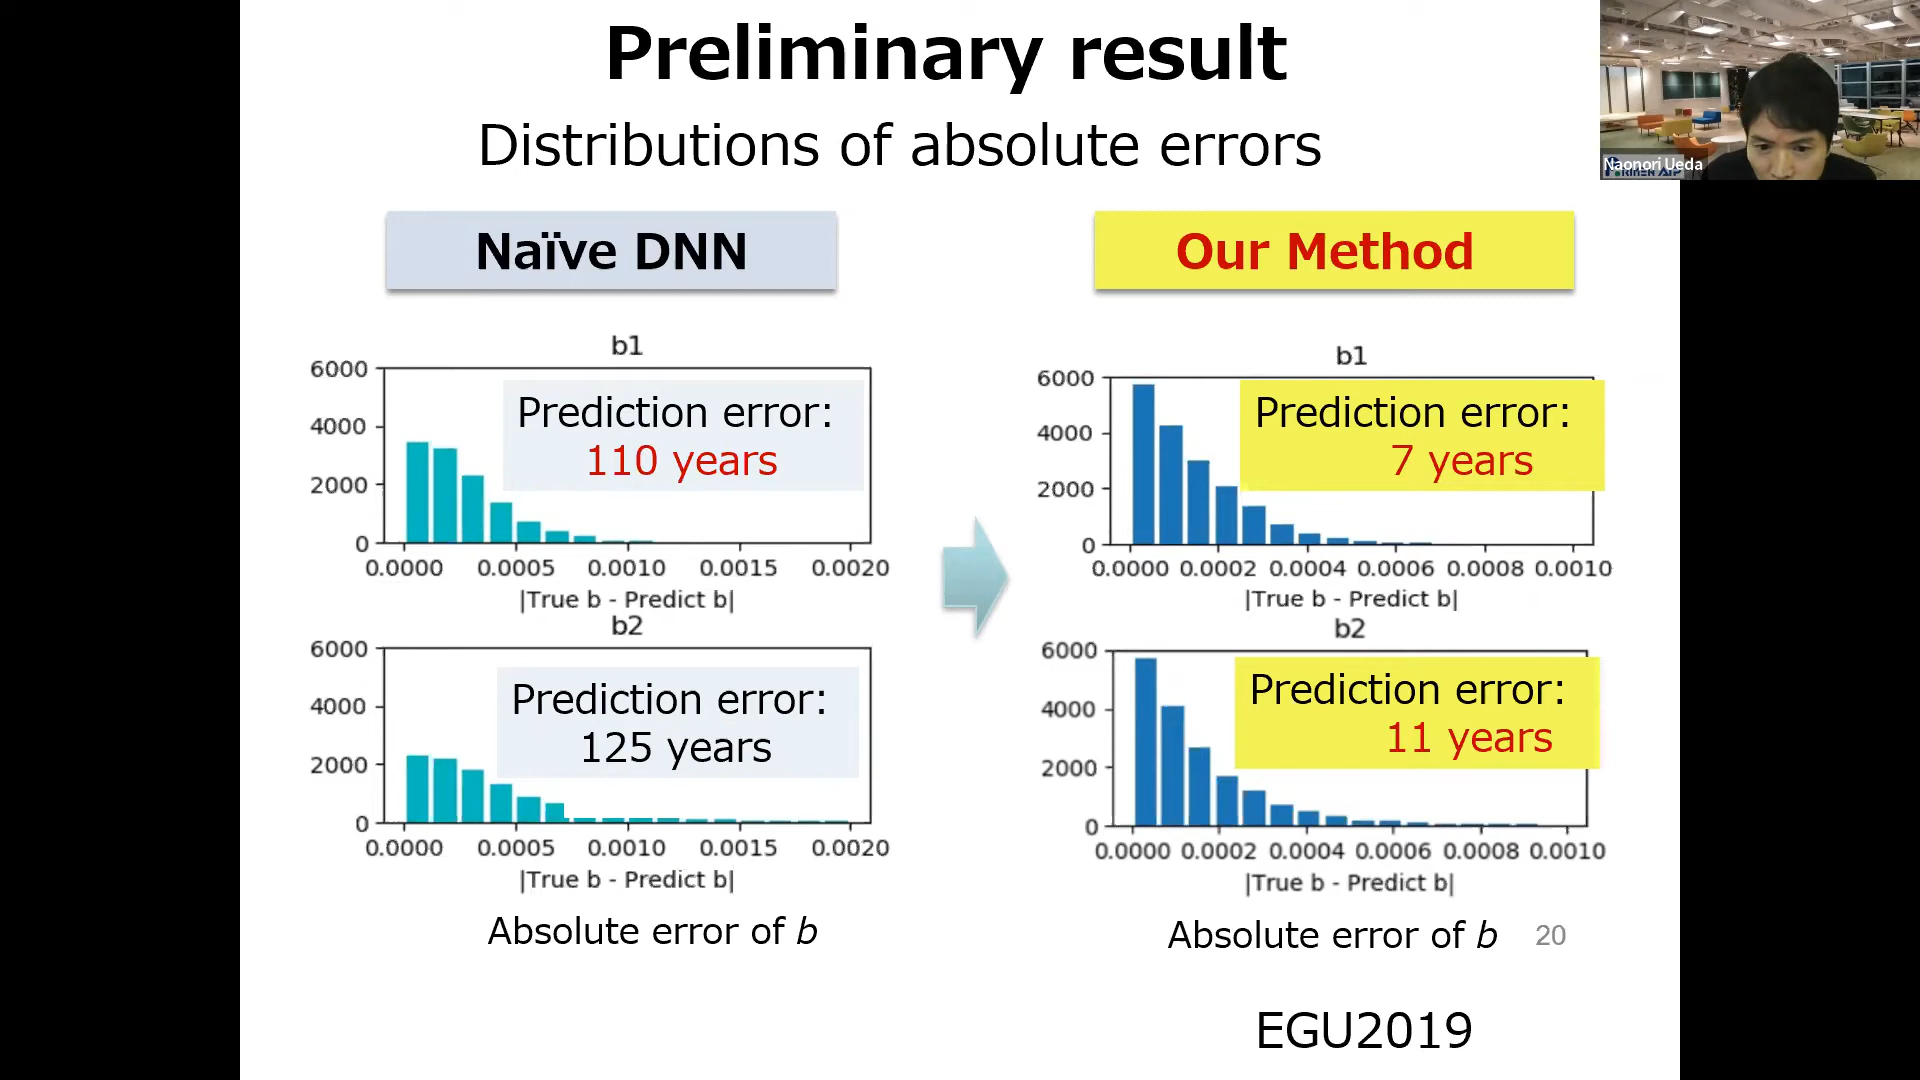 Preliminary result
Distributions of absolute errors
Naonori Ueda
Naïve DNN
Our Method
b1
6000
4000
2000
0
Prediction error:
110 years
0.0000 0.0005 0.0010 0.0015 0.0020
|True b - Predict b|
b2
6000
4000
2000
0
Prediction error:
125 years
0.0000 0.0005 0.0010 0.0015 0.0020
|True b - Predict b|
Absolute error of b
b1
6000
4000
2000
0
Prediction error:
7 years
0.0000 0.0002 0.0004 0.0006 0.0008 0.0010
|True b - Predict b|
b2
6000
4000
2000
0
Prediction error:
11 years
0.0000 0.0002 0.0004 0.0006 0.0008 0.0010
|True b - Predict b|
Absolute error of b
20
EGU2019